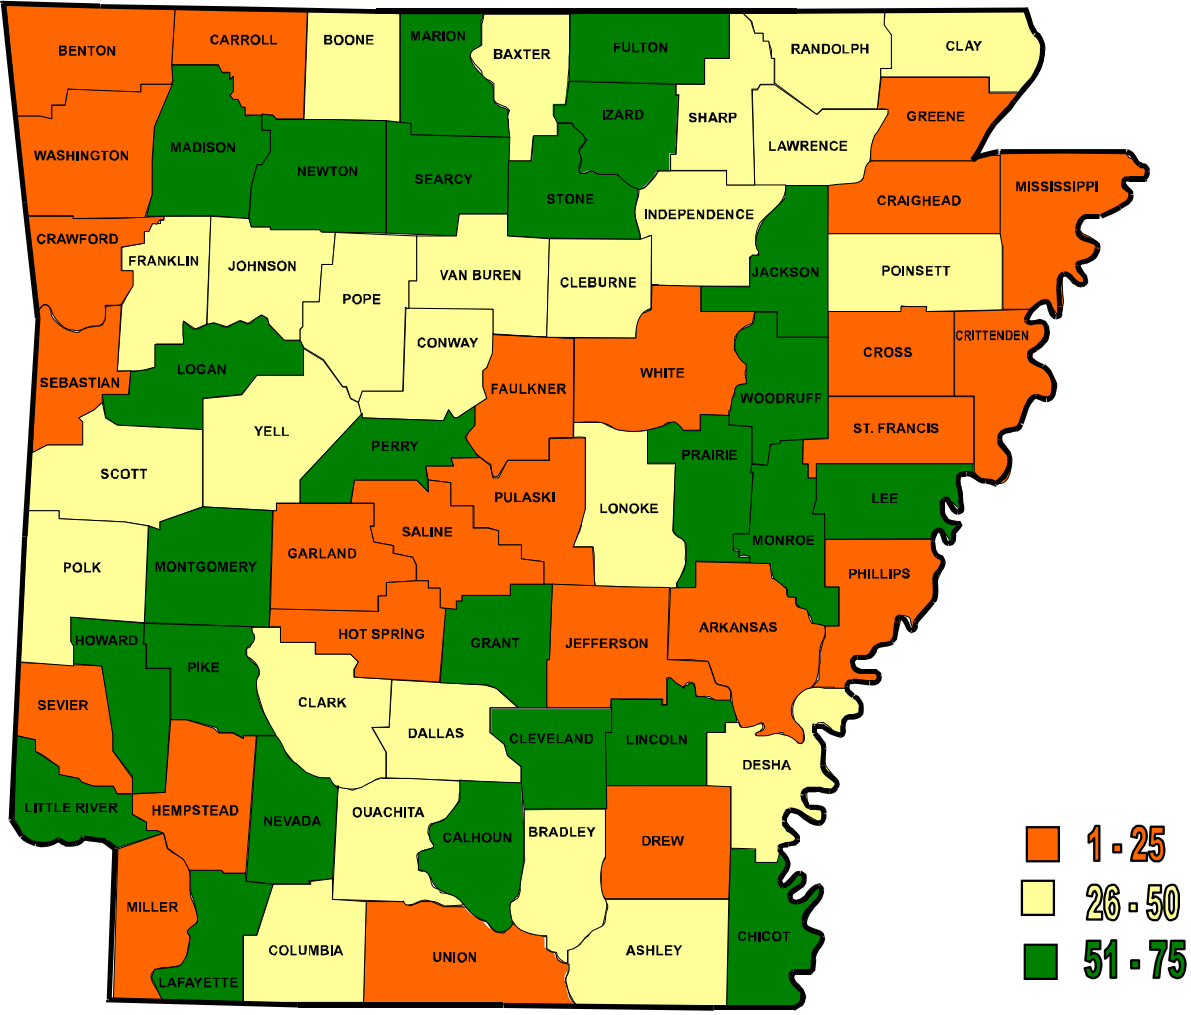 BENTON
CARROLL
BOONE
MARION
BAXTER
FULTON
RANDOLPH
CLAY
IZARD
SHARP
GREENE
WASHINGTON
MADISON
NEWTON
SEARCY
STONE
LAWRENCE
INDEPENDENCE
CRAIGHEAD
MISSISSIPPI
CRAWFORD
FRANKLIN
JOHNSON
POPE
VAN BUREN
CLEBURNE
JACKSON
POINSETT
CONWAY
CRITTENDEN
CROSS
SEBASTIAN
LOGAN
FAULKNER
WHITE
WOODRUFF
YELL
PERRY
ST. FRANCIS
SCOTT
PRAIRIE
PULASKI
LONOKE
LEE
SALINE
GARLAND
MONROE
POLK
MONTGOMERY
PHILLIPS
HOWARD
HOT SPRING
GRANT
JEFFERSON
ARKANSAS
PIKE
SEVIER
CLARK
DALLAS
CLEVELAND
LINCOLN
DESHA
LITTLE RIVER
HEMPSTEAD
NEVADA
OUACHITA
CALHOUN
BRADLEY
DREW
MILLER
LAFAYETTE
COLUMBIA
UNION
ASHLEY
CHICOT
1 - 25
26 - 50
51 - 75